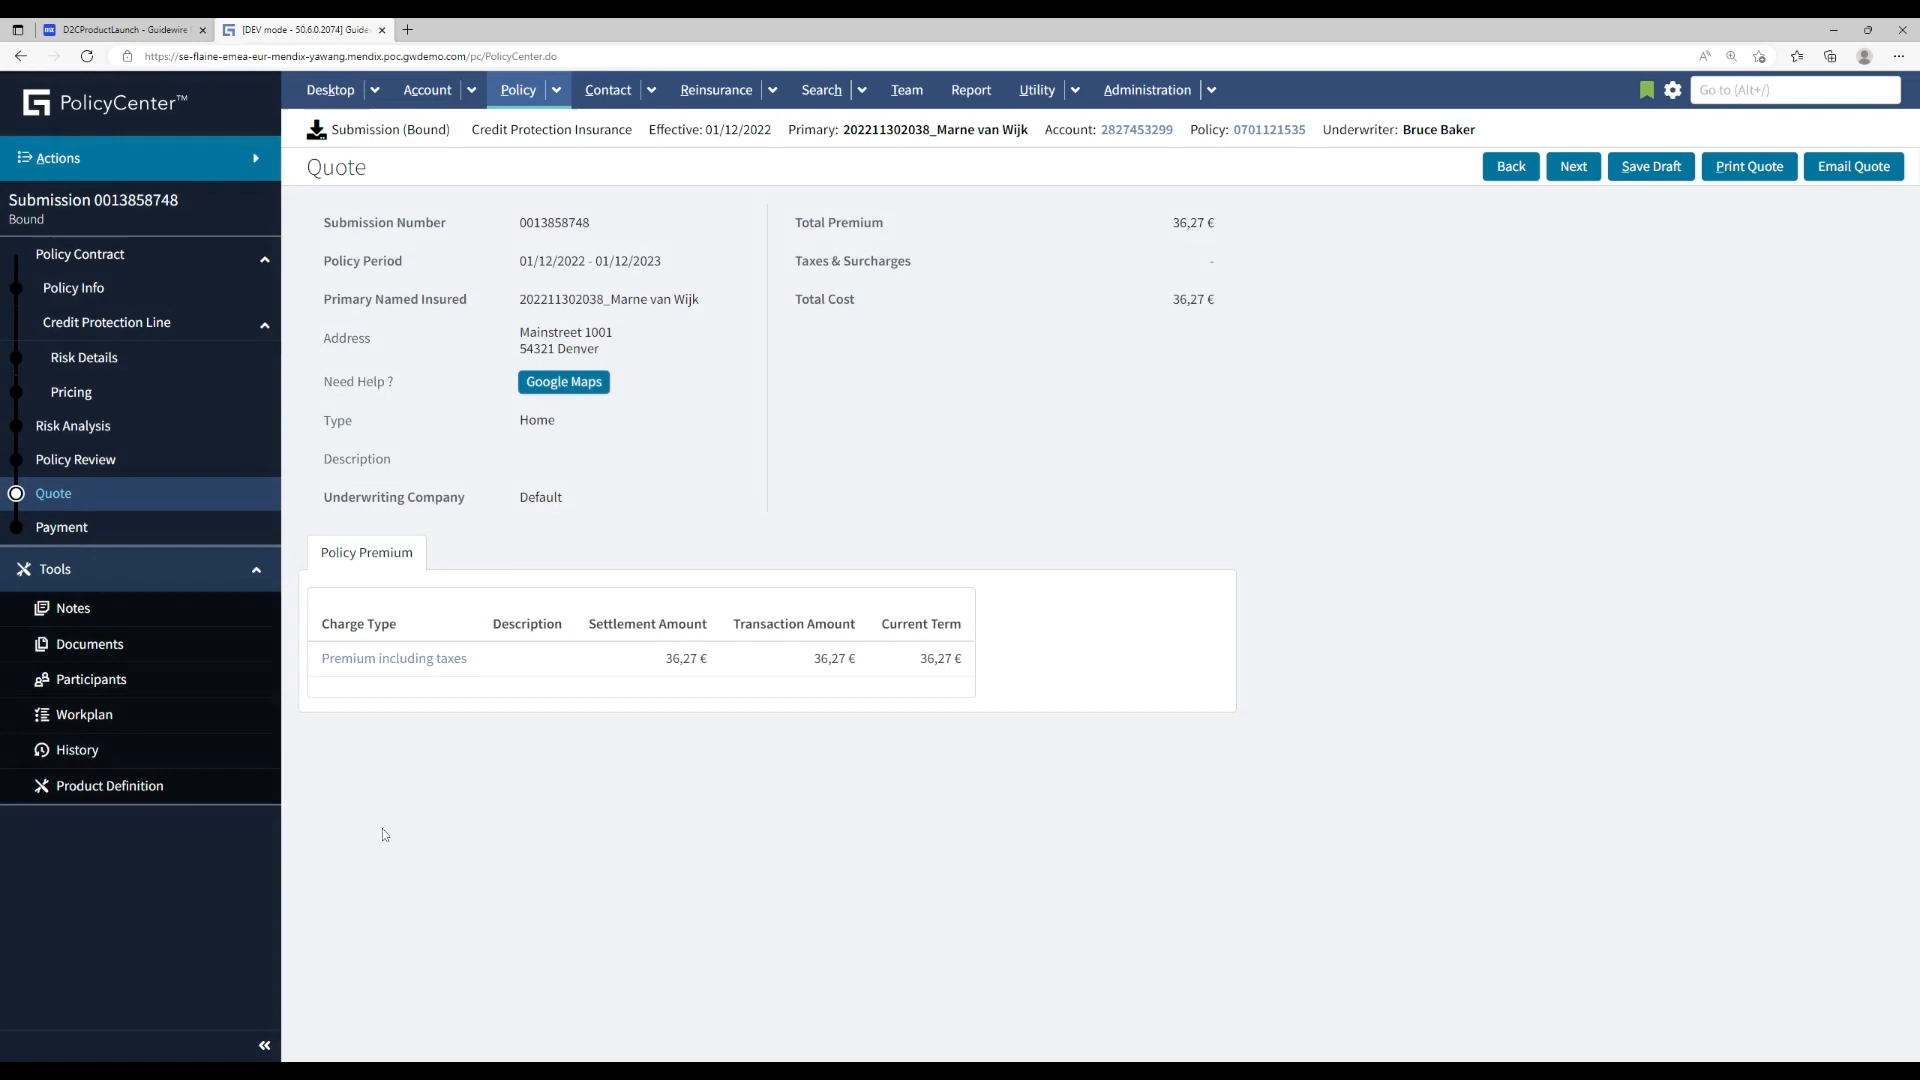 D2CProductLaunch - Guidewire
[DEV mode - 50.6.0.2074] Guide
https://se-flaine-emea-eur-mendix-yawang.mendix.poc.gwdemo.com/pc/PolicyCenter.do
PolicyCenter™
Desktop Account Policy Contact Reinsurance Search Team Report Utility Administration
Go to (Alt+/)
Submission (Bound) Credit Protection Insurance Effective: 01/12/2022 Primary: 202211302038_Marne van Wijk Account: 2827453299 Policy: 0701121535 Underwriter: Bruce Baker
Actions
Submission 0013858748
Bound
Policy Contract
Policy Info
Credit Protection Line
Risk Details
Pricing
Risk Analysis
Policy Review
Quote
Payment
Tools
Notes
Documents
Participants
Workplan
History
Product Definition
Quote
Back Next Save Draft Print Quote Email Quote
Submission Number 0013858748
Policy Period 01/12/2022 - 01/12/2023
Primary Named Insured 202211302038_Marne van Wijk
Address Mainstreet 1001
54321 Denver
Need Help ? Google Maps
Type Home
Description
Underwriting Company Default
Total Premium 36,27 €
Taxes & Surcharges -
Total Cost 36,27 €
Policy Premium
Charge Type Description Settlement Amount Transaction Amount Current Term
Premium including taxes 36,27 € 36,27 € 36,27 €